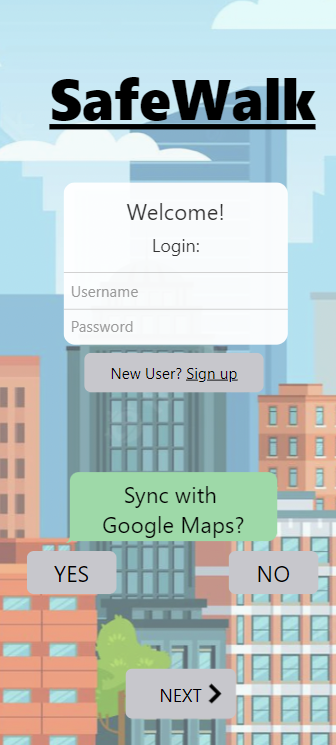 SafeWalk
Welcome!
Login:
Username
Password
New User? Sign up
Sync with
Google Maps?
YES
NO
NEXT